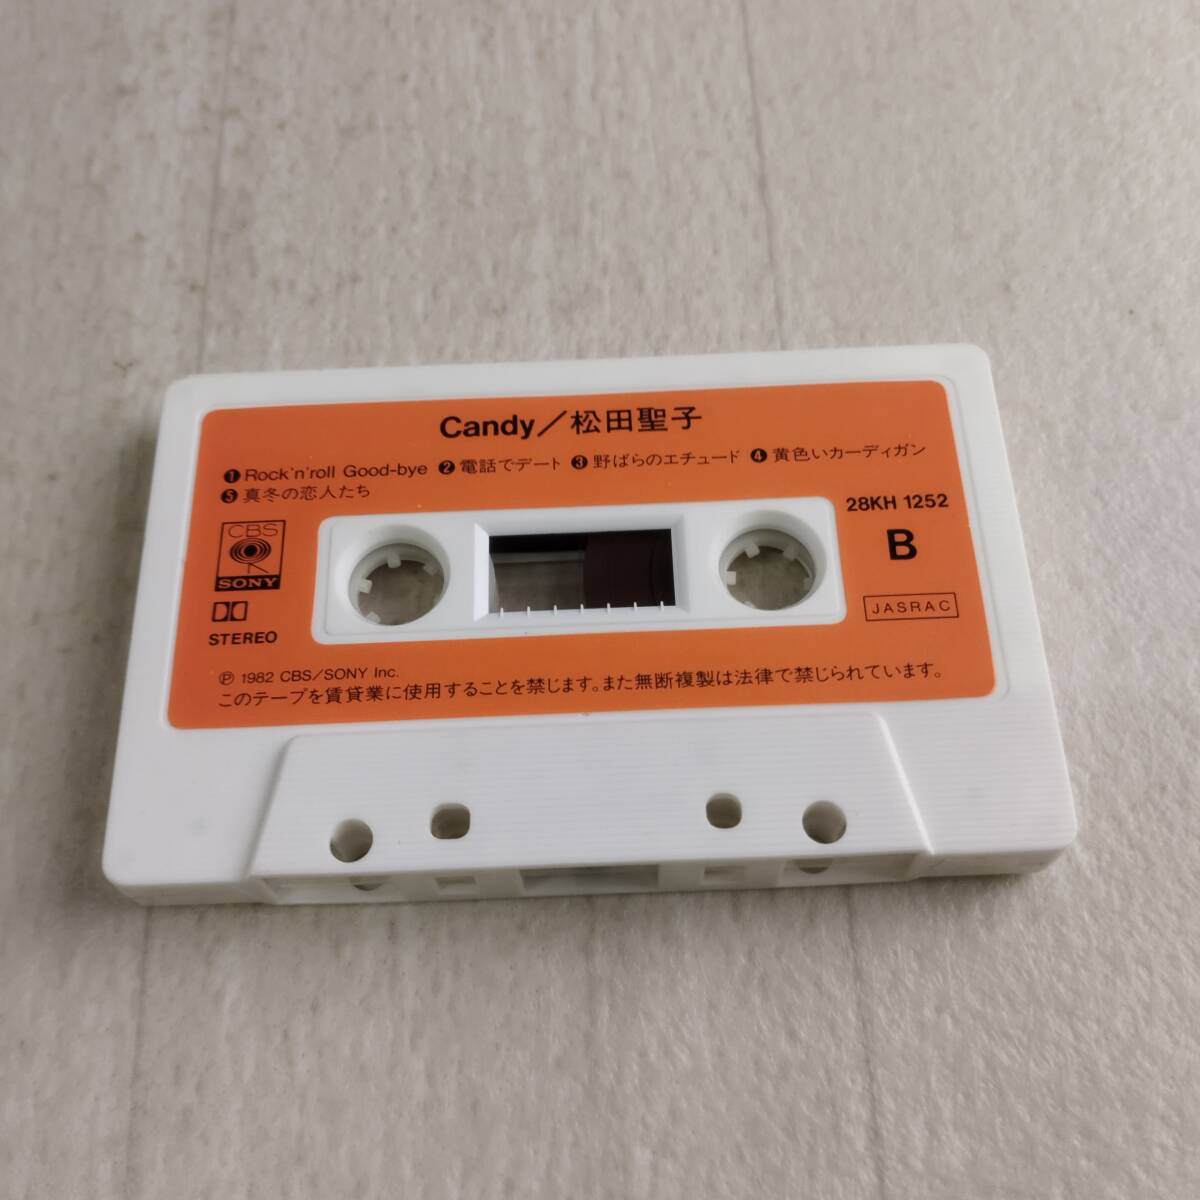 Candy／松田聖子
❶ Rock'n'roll Good-bye ❷ 電話でデート ❸ 野ばらのエチュード ❹ 黄色いカーディガン
❺ 真冬の恋人たち
28KH 1252
CBS
SONY
B
STEREO
JASRAC
Ⓟ 1982 CBS/SONY Inc.
このテープを賃貸業に使用することを禁じます。また無断複製は法律で禁じられています。